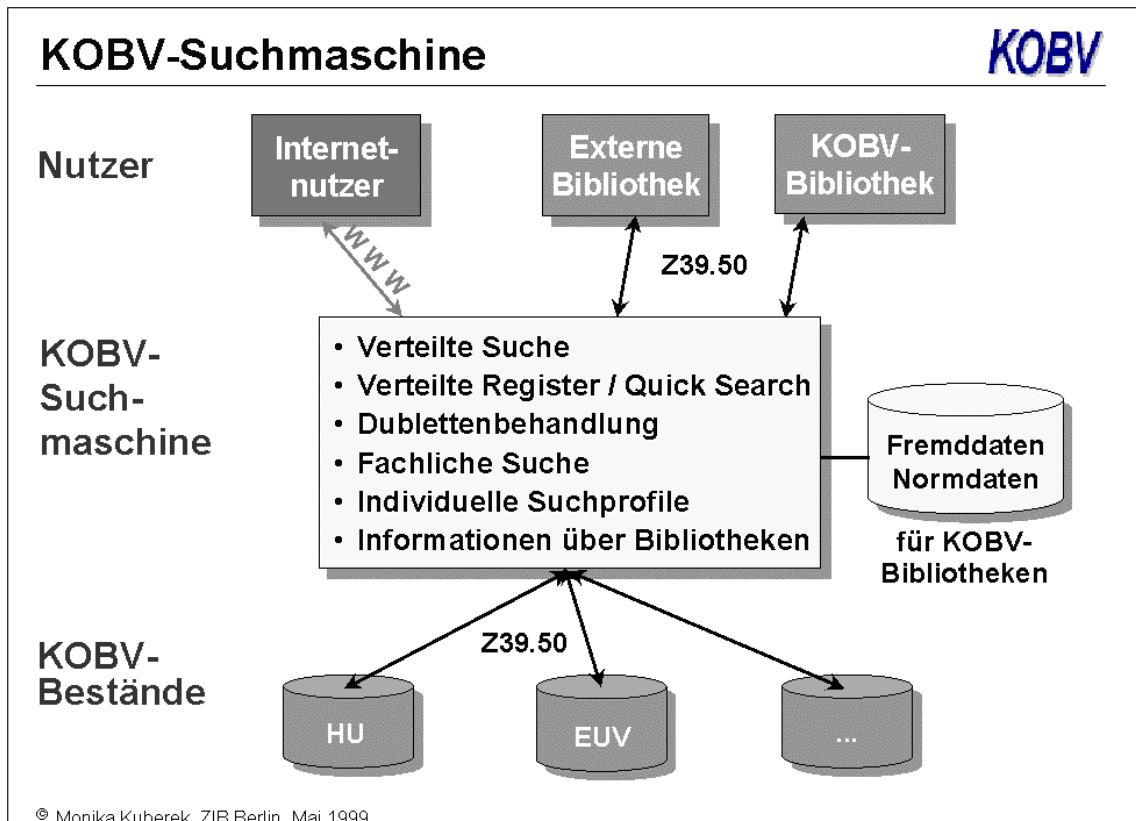 KOBV-Suchmaschine
KOBV
Nutzer
Internet-
nutzer
Externe
Bibliothek
KOBV-
Bibliothek
WWW
Z39.50
KOBV-
Such-
maschine
• Verteilte Suche
• Verteilte Register / Quick Search
• Dublettenbehandlung
• Fachliche Suche
• Individuelle Suchprofile
• Informationen über Bibliotheken
Fremddaten
Normdaten
für KOBV-
Bibliotheken
Z39.50
KOBV-
Bestände
HU
EUV
...
© Monika Kuberek, ZIB Berlin, Mai 1999